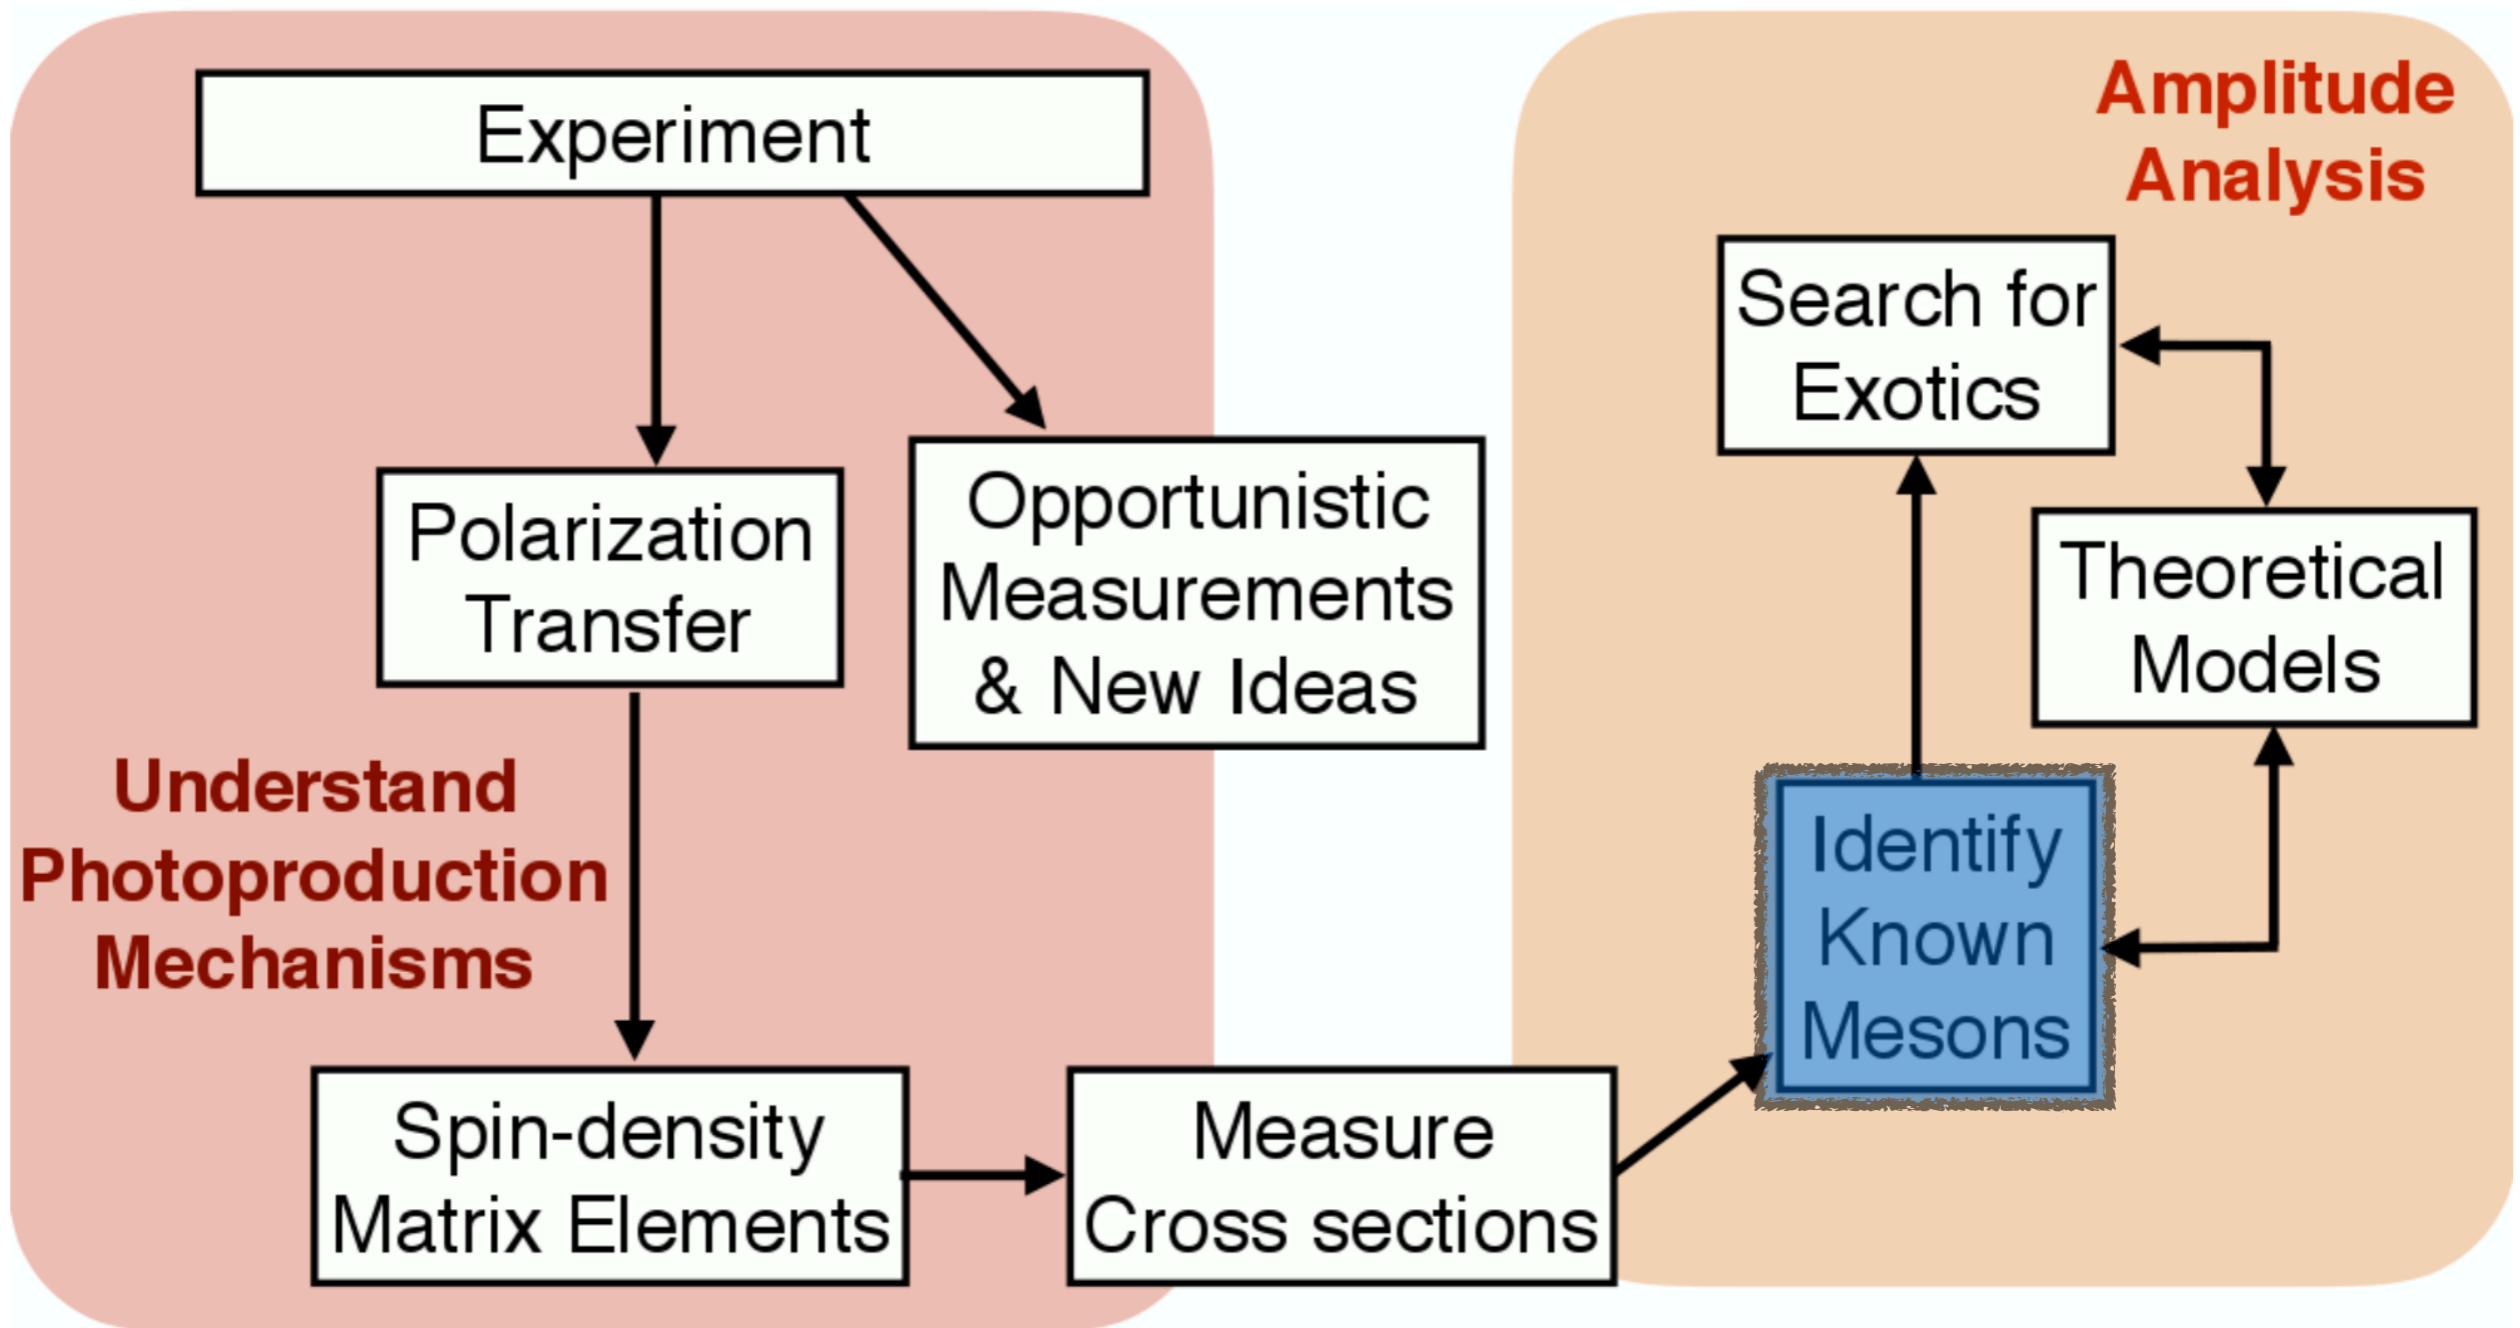 Experiment
Polarization
Transfer
Opportunistic
Measurements
& New Ideas
Understand
Photoproduction
Mechanisms
Spin-density
Matrix Elements
Measure
Cross sections
Amplitude
Analysis
Search for
Exotics
Theoretical
Models
Identify
Known
Mesons